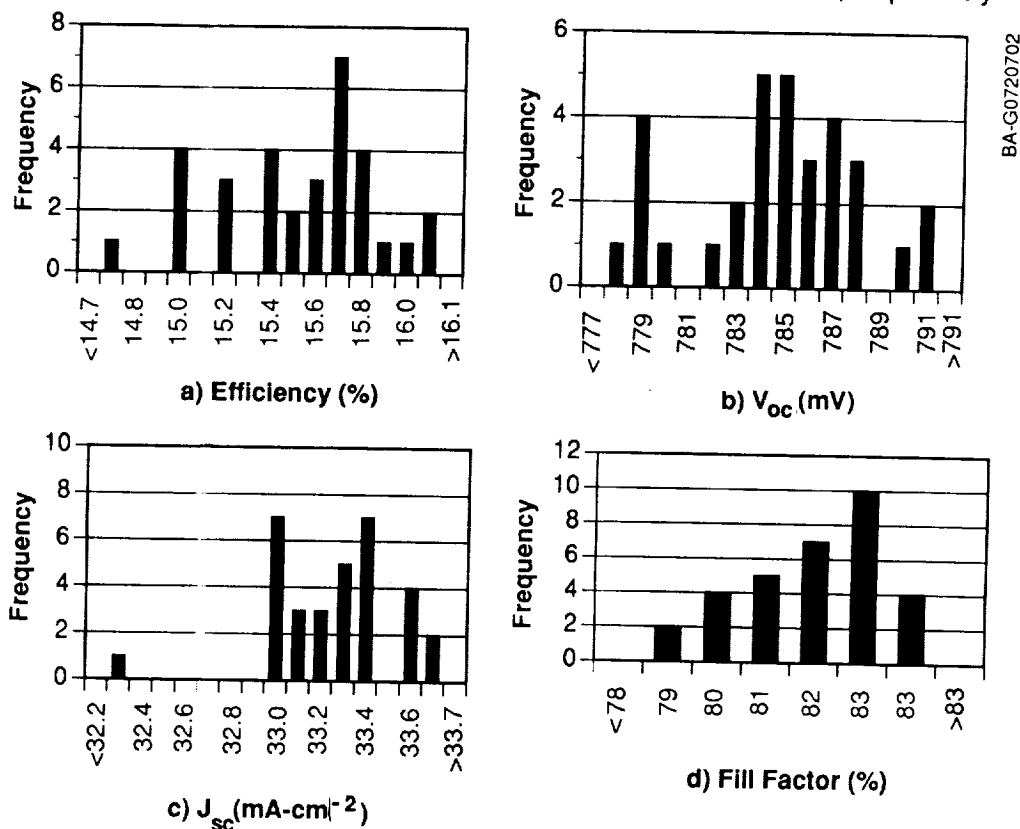 BA-G0720702
Frequency
8
6
4
2
0
<14.7 14.8 15.0 15.2 15.4 15.6 15.8 16.0 >16.1
a) Efficiency (%)
Frequency
6
4
2
0
<777 779 781 783 785 787 789 791 >791
b) Voc (mV)
Frequency
10
8
6
4
2
0
<32.2 32.4 32.6 32.8 33.0 33.2 33.4 33.6 >33.7
c) Jsc(mA-cm-2)
Frequency
12
10
8
6
4
2
0
<78 79 80 81 82 83 83 >83
d) Fill Factor (%)